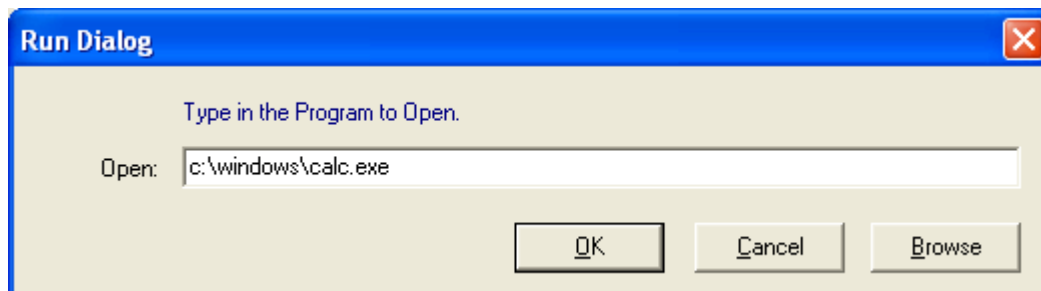 Run Dialog
Type in the Program to Open.
Open: c:\windows\calc.exe
OK Cancel Browse